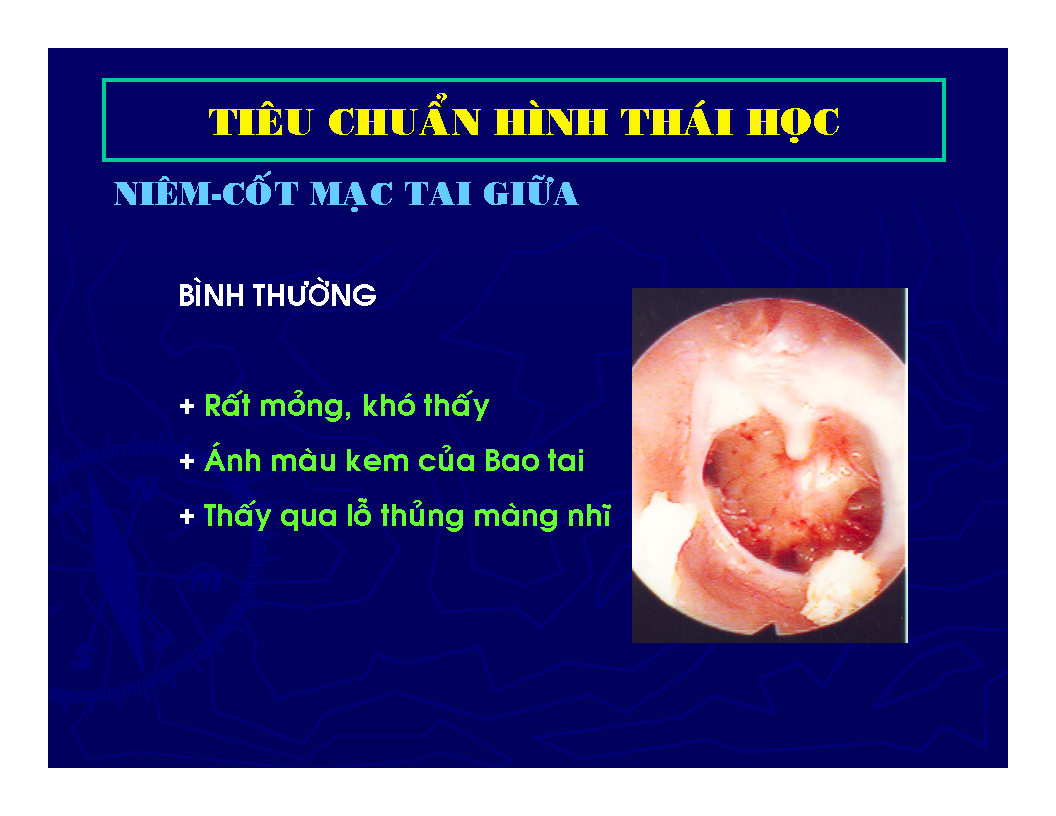 TIÊU CHUẨN HÌNH THÁI HỌC
NIÊM-CỐT MẠC TAI GIỮA
BÌNH THƯỜNG
+ Rất mỏng, khó thấy
+ Ánh màu kem của Bao tai
+ Thấy qua lỗ thủng màng nhĩ
N
S